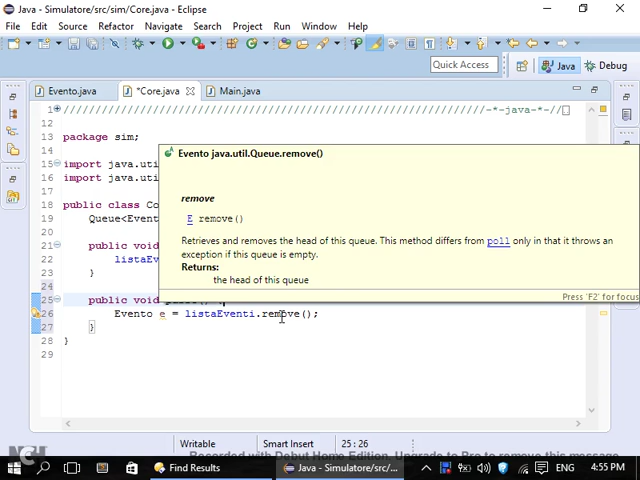 Java - Simulatore/src/sim/Core.java - Eclipse
File Edit Source Refactor Navigate Search Project Run Window Help
Quick Access
Java
Debug
Evento.java
*Core.java
Main.java
1 ////////////////////////////////////////////////////////////////////////-*-java-*-//
12
13 package sim;
14
15 import java.uti
16 import java.uti
17
18 public class Co
19 Queue<Event
20
21 public void
22 listaEv
23 }
24
25 public void
26 Evento e = listaEventi.remove();
27 }
28 }
29
Evento java.util.Queue.remove()
remove
E remove()
Retrieves and removes the head of this queue. This method differs from poll only in that it throws an
exception if this queue is empty.
Returns:
the head of this queue
Press 'F2' for focus
Writable
Smart Insert
25 : 26
Recorded with Debut Home Edition. Upgrade to Pro to remove this message
NCH
Find Results
Java - Simulatore/src/...
ENG
4:55 PM